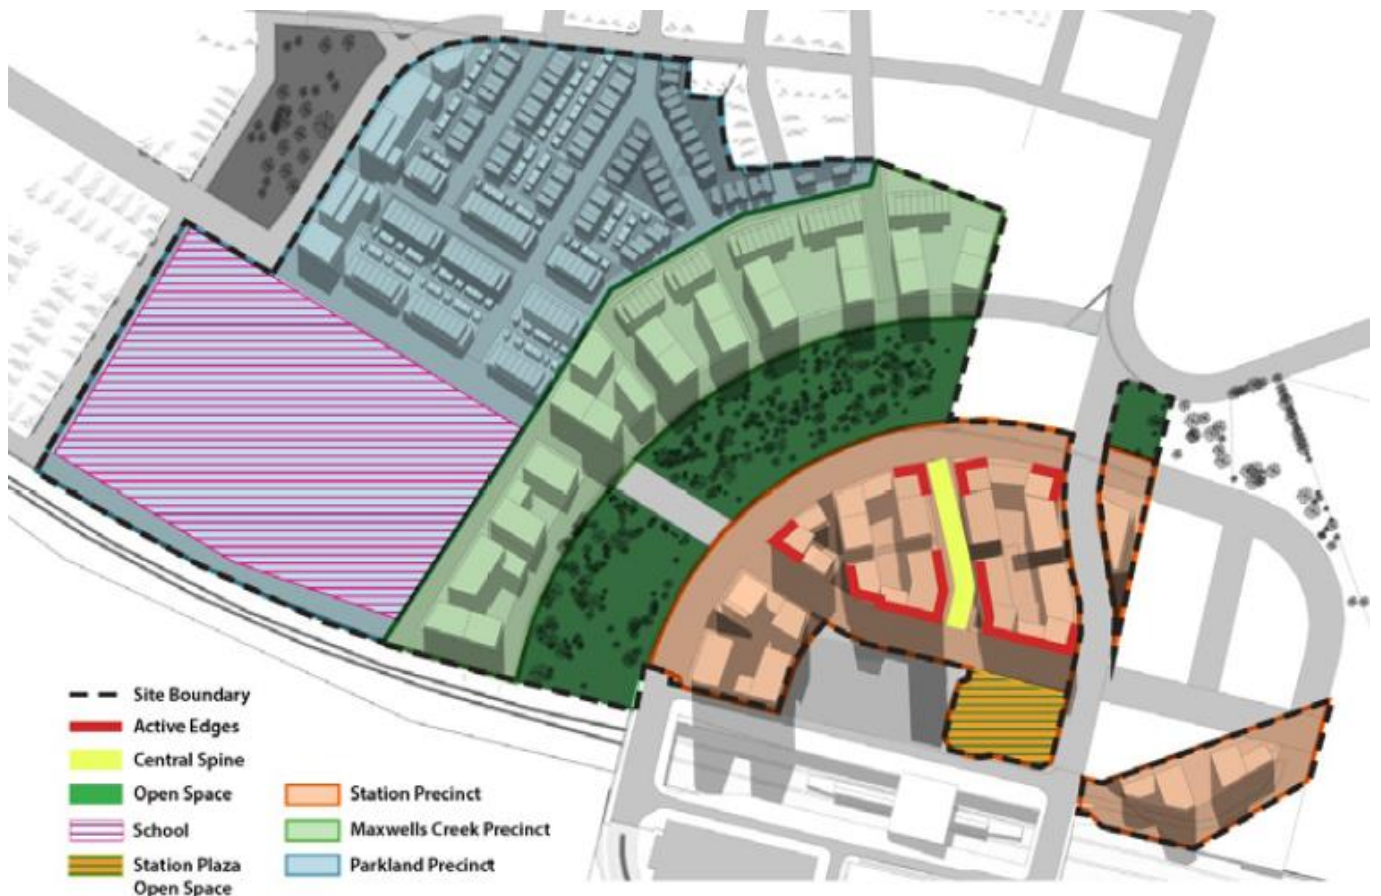 Site Boundary
Active Edges
Central Spine
Open Space
School
Station Plaza
Open Space
Station Precinct
Maxwells Creek Precinct
Parkland Precinct